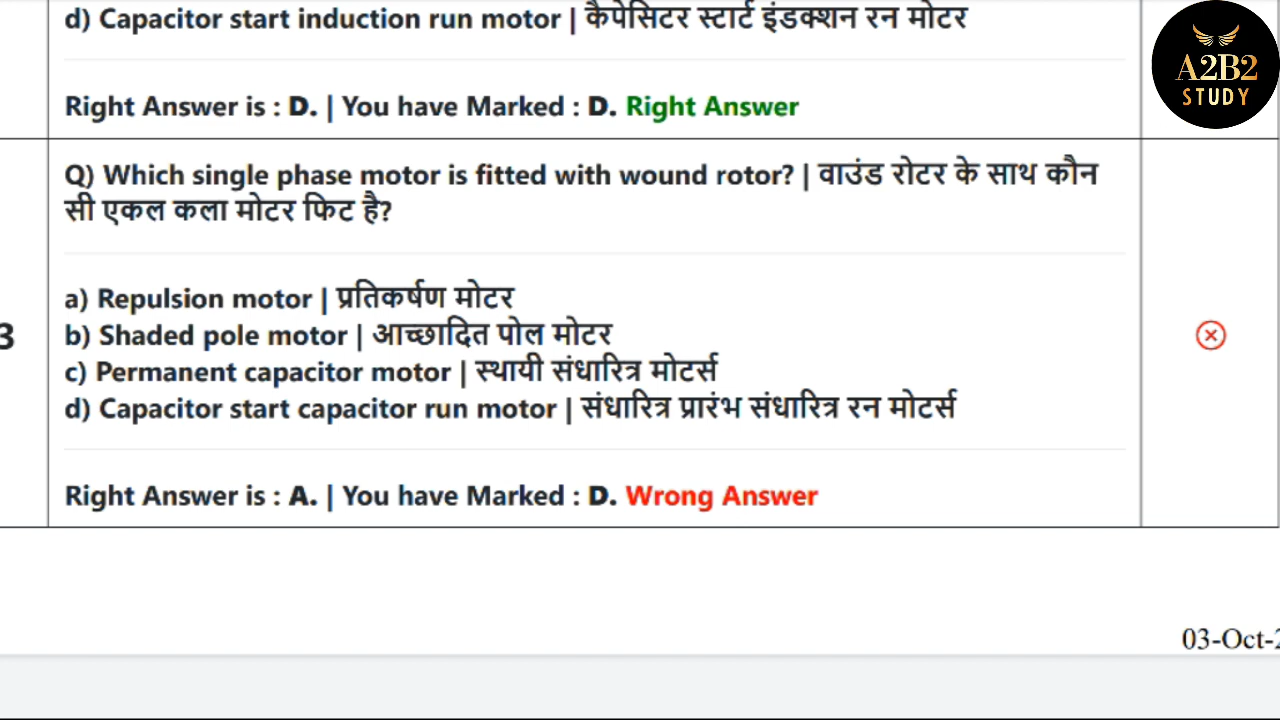 d) Capacitor start induction run motor | कैपेसिटर स्टार्ट इंडक्शन रन मोटर
A2B2
STUDY
Right Answer is : D. | You have Marked : D. Right Answer
Q) Which single phase motor is fitted with wound rotor? | वाउंड रोटर के साथ कौन
सी एकल कला मोटर फिट है?
a) Repulsion motor | प्रतिकर्षण मोटर
3
b) Shaded pole motor | आच्छादित पोल मोटर
c) Permanent capacitor motor | स्थायी संधारित्र मोटर्स
d) Capacitor start capacitor run motor | संधारित्र प्रारंभ संधारित्र रन मोटर्स
Right Answer is : A. | You have Marked : D. Wrong Answer
03-Oct-2